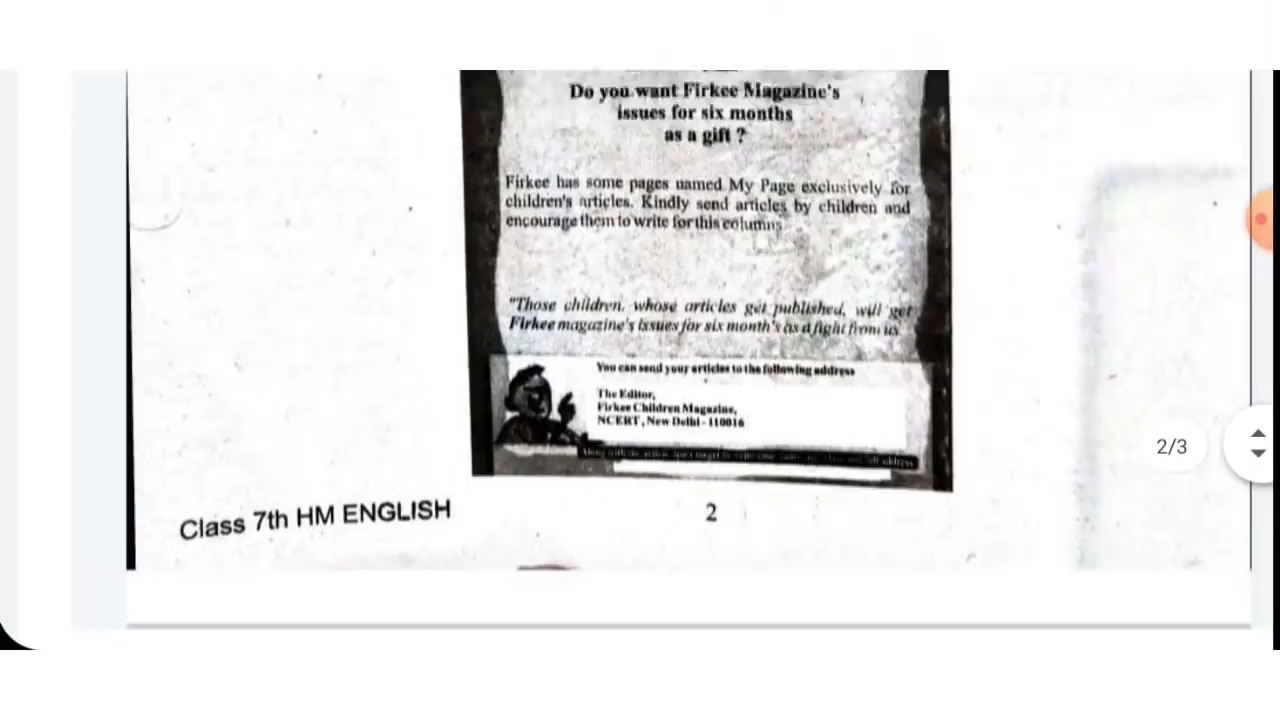 Do you want Firkee Magazine's
issues for six months
as a gift ?
Firkee has some pages named My Page exclusively for
children's articles. Kindly send articles by children and
encourage them to write for this columns
"Those children, whose articles get published, will get
Firkee magazine's issues for six month's as a fight from us
You can send your articles to the following address
The Editor,
Firkee Children Magazine,
NCERT, New Delhi - 110016
address
2/3
Class 7th HM ENGLISH
2